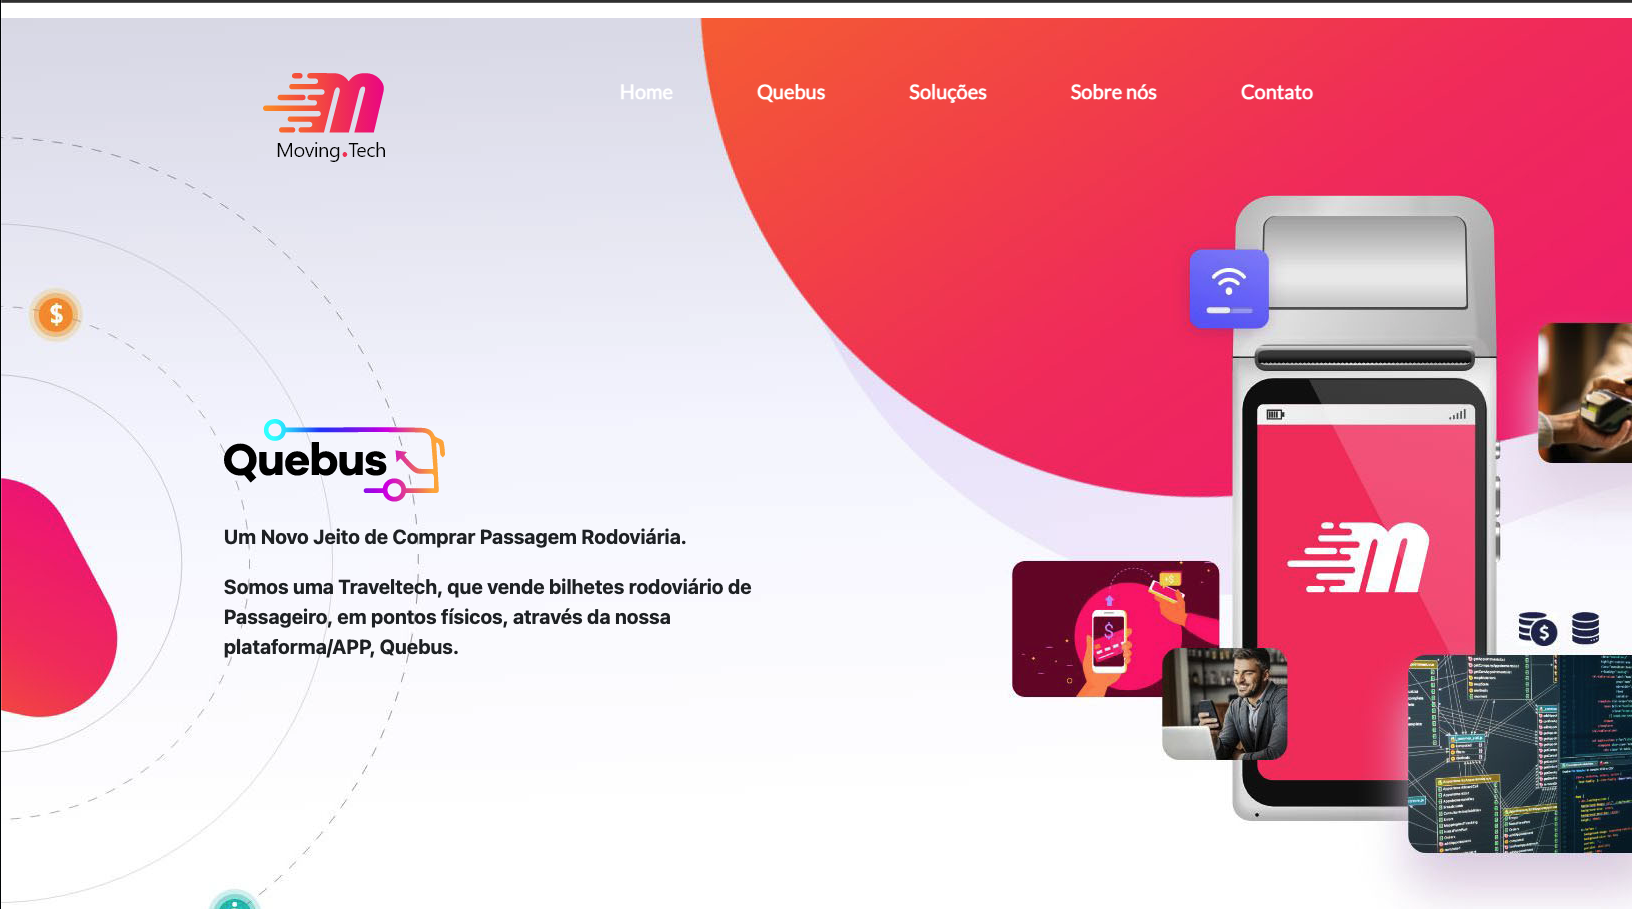 Home Quebus Soluções Sobre nós Contato
Moving.Tech
$
Quebus
Um Novo Jeito de Comprar Passagem Rodoviária.
Somos uma Traveltech, que vende bilhetes rodoviário de
Passageiro, em pontos físicos, através da nossa
plataforma/APP, Quebus.
m
$
$